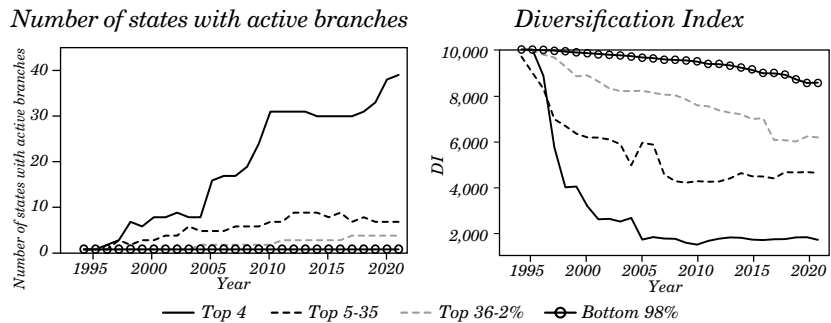 Number of states with active branches
Number of states with active branches
40
30
20
10
0
1995 2000 2005 2010 2015 2020
Year
Diversification Index
DI
10,000
8,000
6,000
4,000
2,000
1995 2000 2005 2010 2015 2020
Year
Top 4 Top 5-35 Top 36-2% Bottom 98%